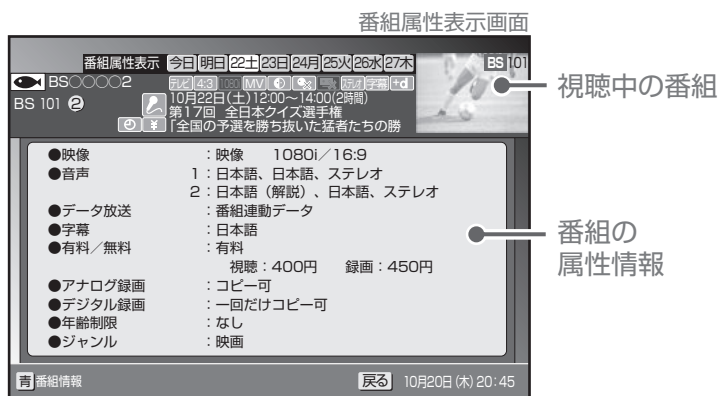 番組属性表示画面
番組属性表示 今日 明日 22土 23日 24月 25火 26水 27木
BS 101
BS○○○○2
テレビ 4:3 1080i MV ステレオ 字幕 +d
BS 101 ②
10月22日(土)12:00〜14:00(2時間)
第17回 全日本クイズ選手権
¥ 「全国の予選を勝ち抜いた猛者たちの勝
視聴中の番組
●映像 :映像 1080i/16:9
●音声 1:日本語、日本語、ステレオ
2:日本語(解説)、日本語、ステレオ
●データ放送 :番組連動データ
●字幕 :日本語
●有料/無料 :有料
視聴:400円 録画:450円
●アナログ録画 :コピー可
●デジタル録画 :一回だけコピー可
●年齢制限 :なし
●ジャンル :映画
番組の
属性情報
青 番組情報
戻る 10月20日(木)20:45